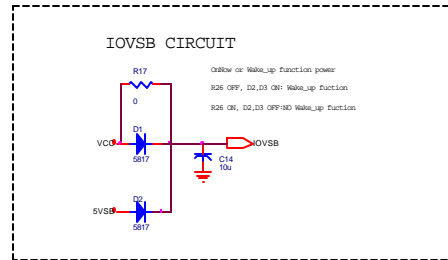 IOVSB CIRCUIT
R17
0
OnNow or Wake_up function power
R26 OFF, D2,D3 ON: Wake_up fuction
R26 ON, D2,D3 OFF:NO Wake_up fuction
D1
VCC
5817
IOVSB
C14
10u
D2
5VSB
5817